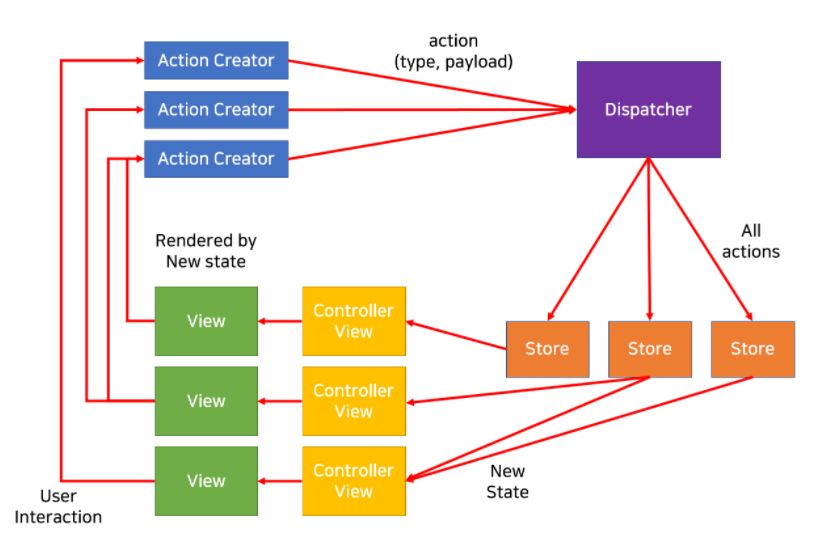 action
(type, payload)
Action Creator
Action Creator
Action Creator
Dispatcher
All
actions
Rendered by
New state
View
Controller
View
Store
Store
Store
View
Controller
View
View
Controller
View
New
State
User
Interaction